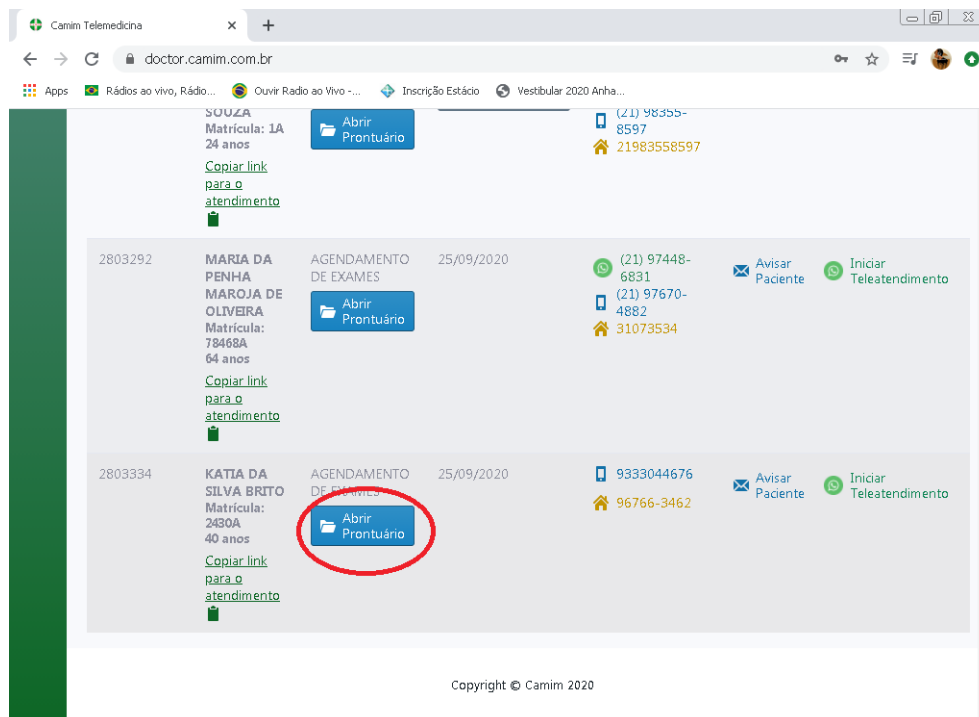 Camim Telemedicina
doctor.camim.com.br
Apps Rádios ao vivo, Rádio... Ouvir Radio ao Vivo -... Inscrição Estácio Vestibular 2020 Anha...
SOUZA
Matrícula: 1A
24 anos
Copiar link
para o
atendimento
Abrir
Prontuário
(21) 98355-
8597
21983558597
2803292
MARIA DA
PENHA
MAROJA DE
OLIVEIRA
Matrícula:
78468A
64 anos
Copiar link
para o
atendimento
AGENDAMENTO
DE EXAMES
Abrir
Prontuário
25/09/2020
(21) 97448-
6831
(21) 97670-
4882
31073534
Avisar
Paciente
Iniciar
Teleatendimento
2803334
KATIA DA
SILVA BRITO
Matrícula:
2430A
40 anos
Copiar link
para o
atendimento
AGENDAMENTO
DE EXAMES
Abrir
Prontuário
25/09/2020
9333044676
96766-3462
Avisar
Paciente
Iniciar
Teleatendimento
Copyright © Camim 2020